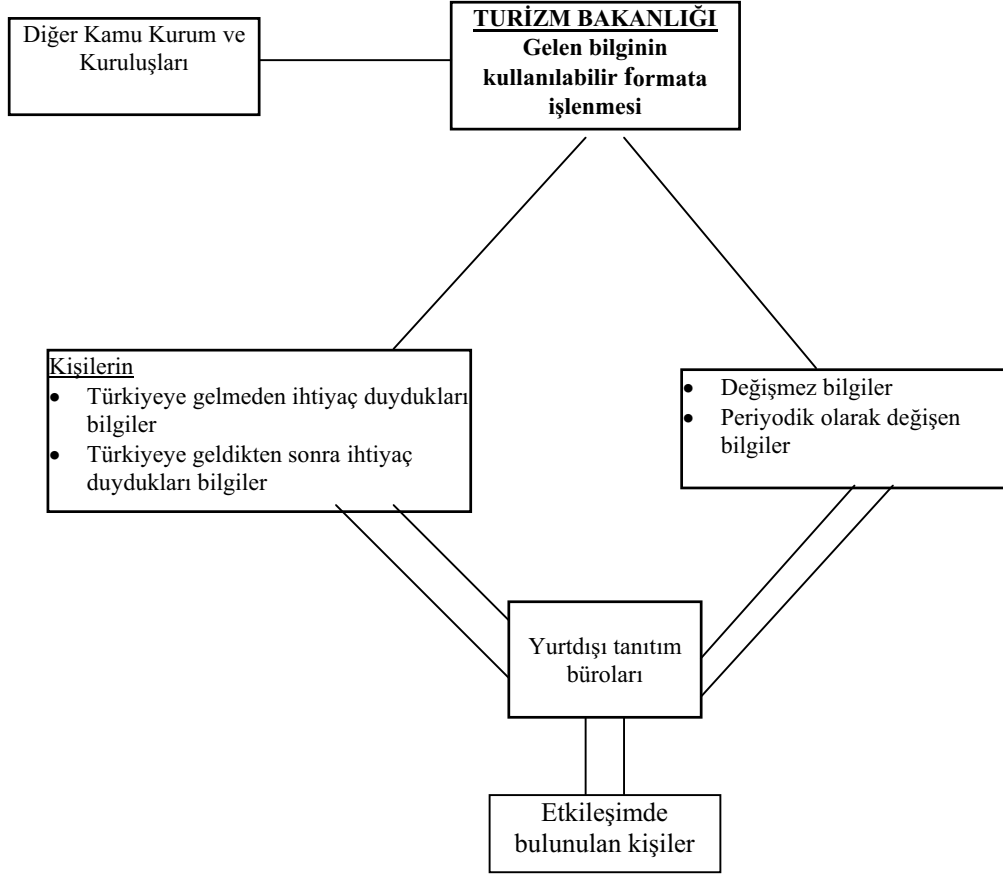 Diğer Kamu Kurum ve
Kuruluşları
TURİZM BAKANLIĞI
Gelen bilginin
kullanılabilir formata
işlenmesi
Kişilerin
• Türkiyeye gelmeden ihtiyaç duydukları
bilgiler
• Türkiyeye geldikten sonra ihtiyaç
duydukları bilgiler
• Değişmez bilgiler
• Periyodik olarak değişen
bilgiler
Yurtdışı tanıtım
büroları
Etkileşimde
bulunulan kişiler